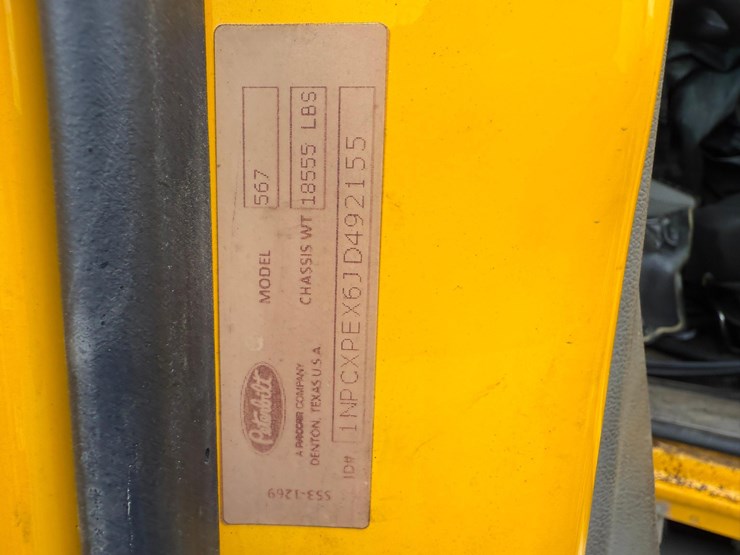 Peterbilt
A PACCAR COMPANY
DENTON, TEXAS U.S.A.
MODEL 567
CHASSIS WT 18555 LBS
ID# 1NPCXPEX6JD492155
553-1269